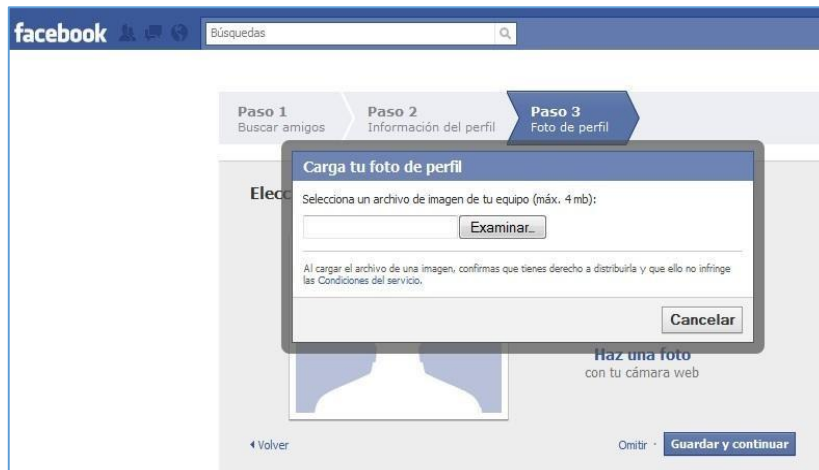 facebook
Búsquedas
Paso 1
Buscar amigos
Paso 2
Información del perfil
Paso 3
Foto de perfil
Carga tu foto de perfil
Elecc
Selecciona un archivo de imagen de tu equipo (máx. 4 mb):
Examinar...
Al cargar el archivo de una imagen, confirmas que tienes derecho a distribuirla y que ello no infringe
las Condiciones del servicio.
Cancelar
Haz una foto
con tu cámara web
Volver
Omitir · Guardar y continuar